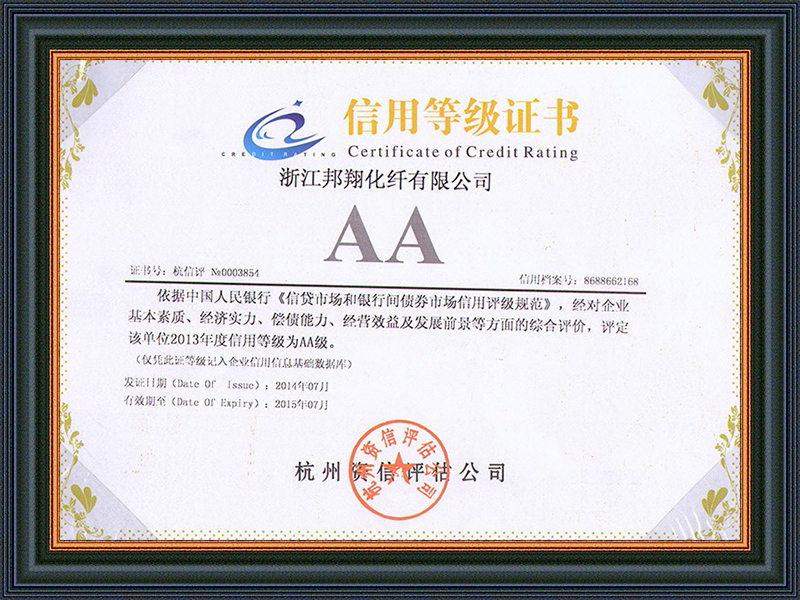 信用等级证书
CREDIT RATING
Certificate of Credit Rating
浙江邦翔化纤有限公司
AA
证书号：杭信评 №0003854
信用档案号：8688662168
依据中国人民银行《信贷市场和银行间债券市场信用评级规范》，经对企业
基本素质、经济实力、偿债能力、经营效益及发展前景等方面的综合评价，评定
该单位2013年度信用等级为AA级。
（仅凭此证等级记入企业信用信息基础数据库）
发证日期（Date Of Issue）：2014年07月
有效期至（Date Of Expiry）：2015年07月
杭州资信评估公司
杭州资信评估公司